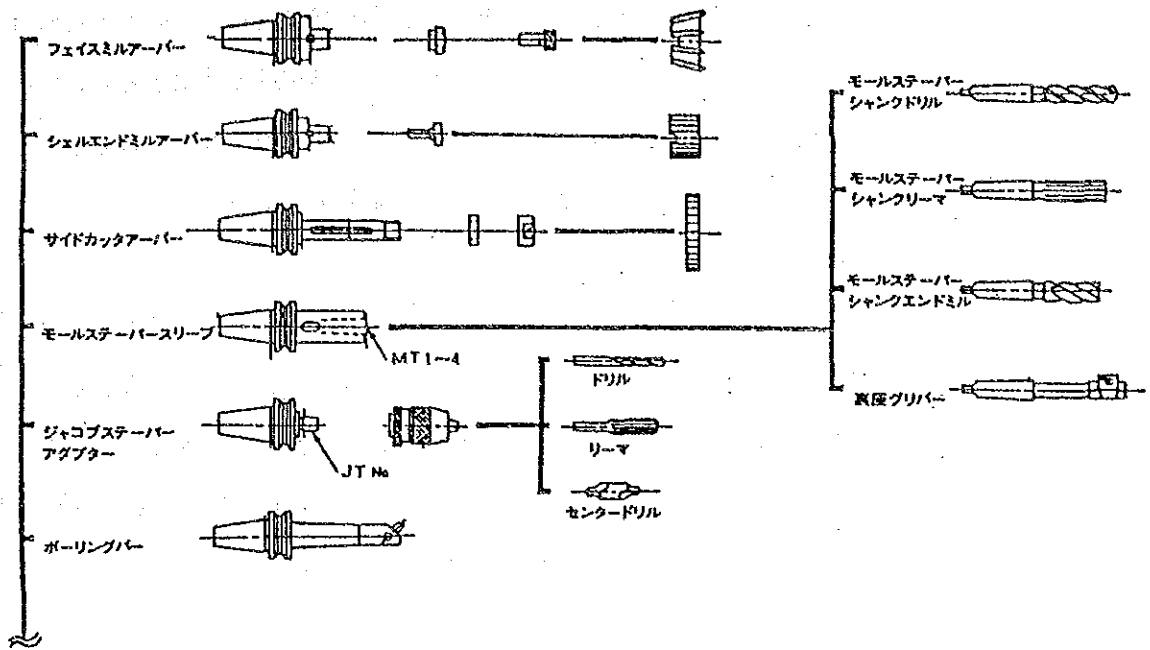 フェイスミルアーバー
シェルエンドミルアーバー
サイドカッタアーバー
モールステーパースリーブ
MT1~4
ジャコブステーパー
アダプター
JT No
ボーリングバー
ドリル
リーマ
センタードリル
モールステーパー
シャンクドリル
モールステーパー
シャンクリーマ
モールステーパー
シャンクエンドミル
裏座グリバー